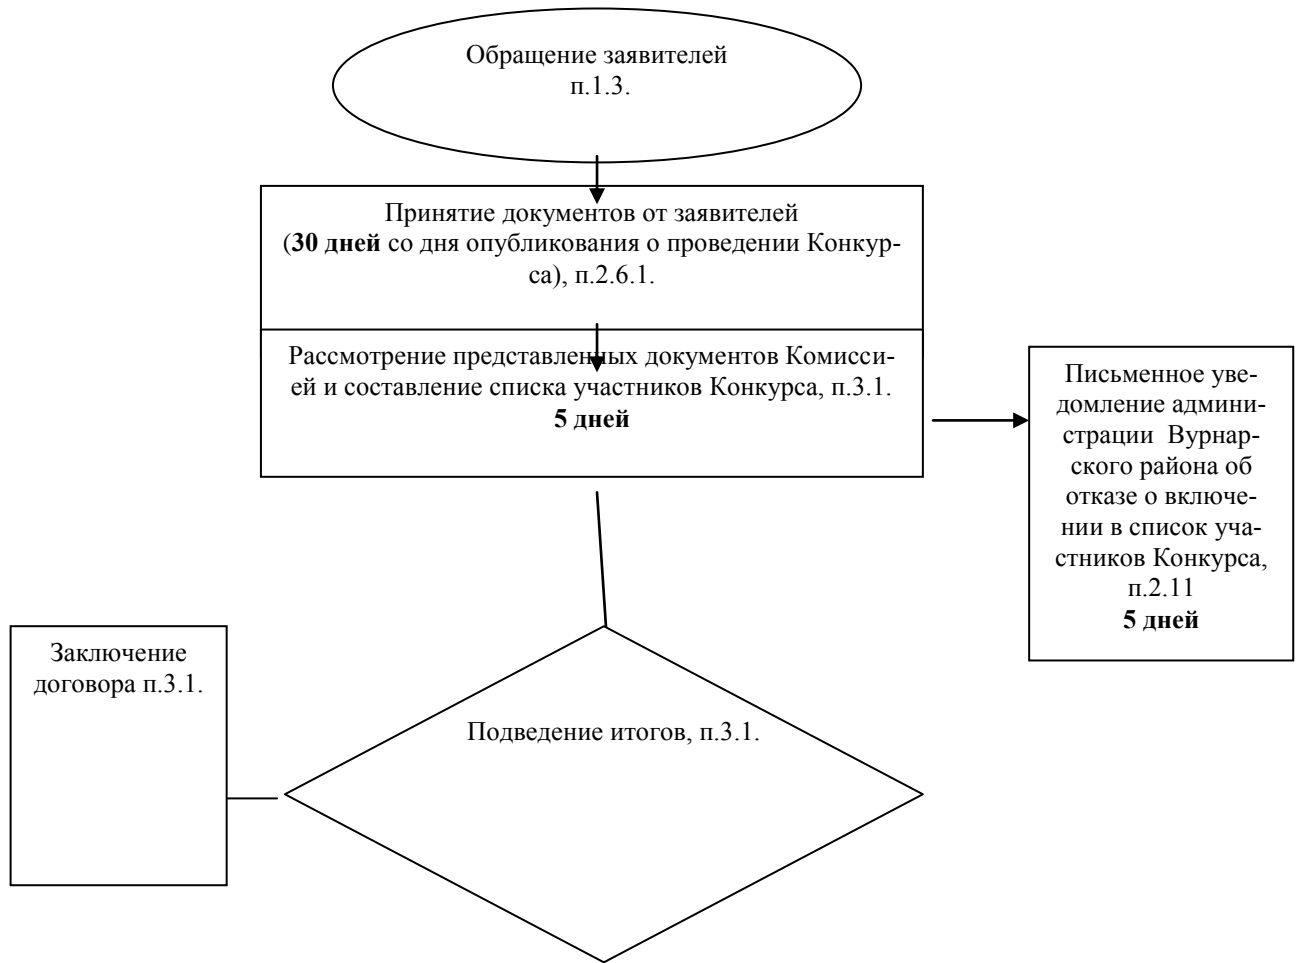 Обращение заявителей
п.1.3.
Принятие документов от заявителей
(30 дней со дня опубликования о проведении Конкур-
са), п.2.6.1.
Рассмотрение представленных документов Комисси-
ей и составление списка участников Конкурса, п.3.1.
5 дней
Письменное уве-
домление админи-
страции Вурнар-
ского района об
отказе о включе-
нии в список уча-
стников Конкурса,
п.2.11
5 дней
Заключение
договора п.3.1.
Подведение итогов, п.3.1.